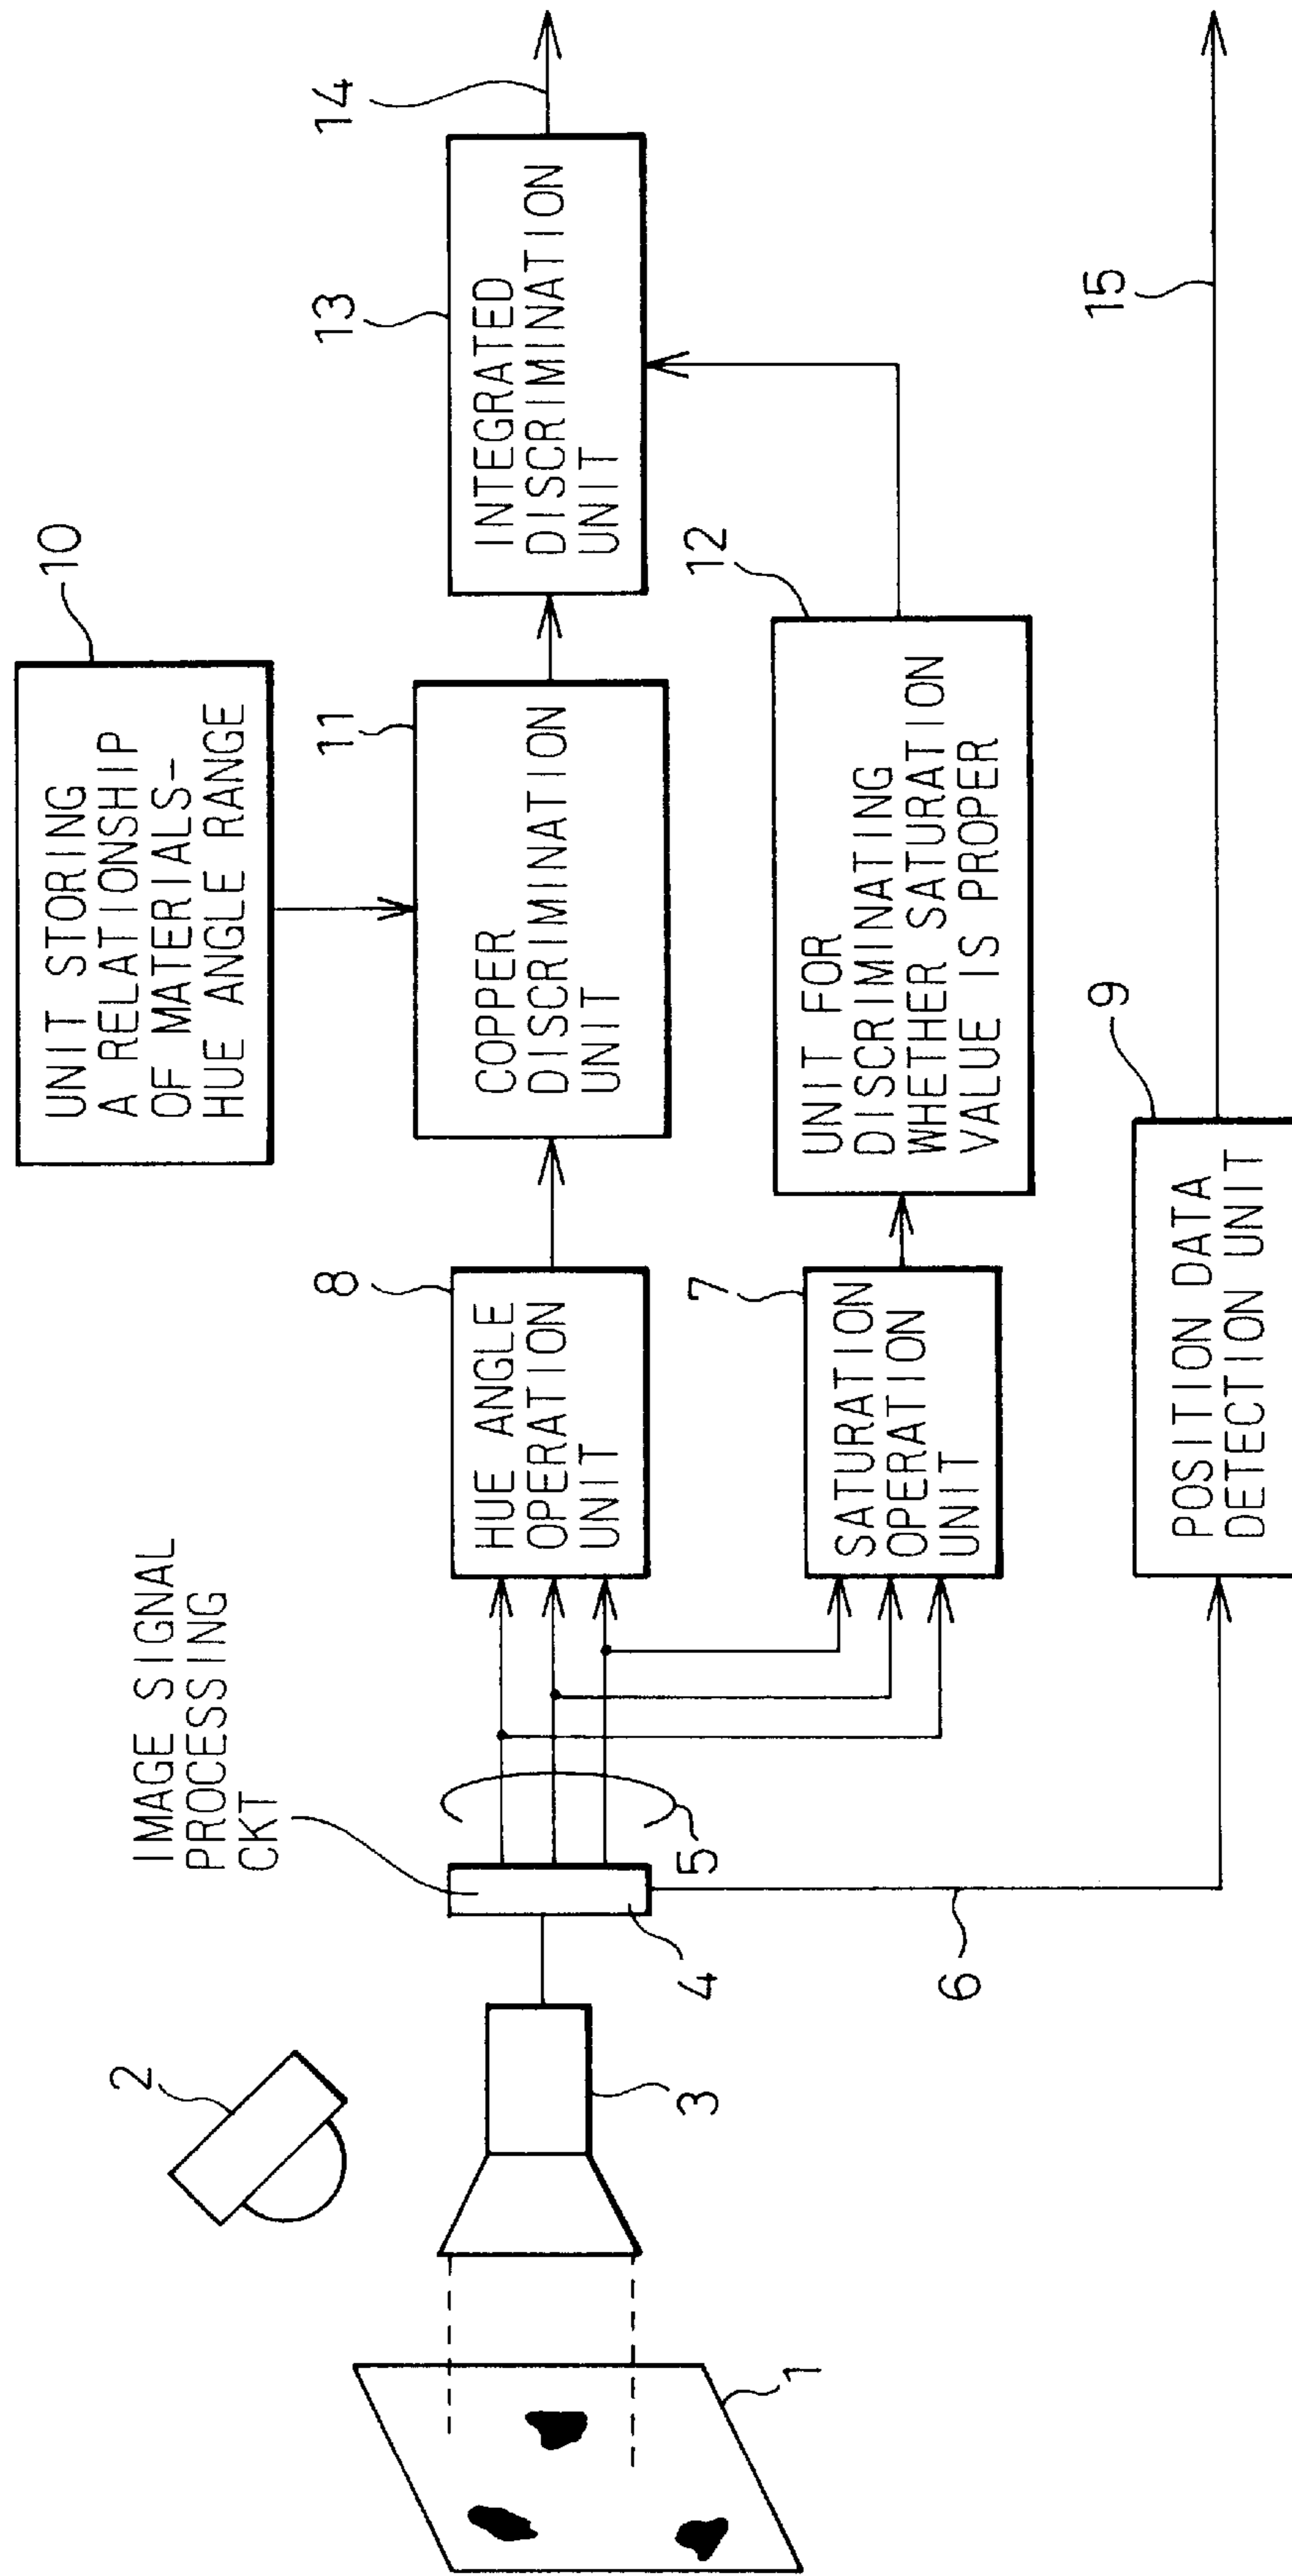 1
2
3
4
IMAGE SIGNAL
PROCESSING
CKT
5
6
8
HUE ANGLE
OPERATION
UNIT
7
SATURATION
OPERATION
UNIT
9
POSITION DATA
DETECTION UNIT
10
UNIT STORING
A RELATIONSHIP
OF MATERIALS-
HUE ANGLE RANGE
11
COPPER
DISCRIMINATION
UNIT
12
UNIT FOR
DISCRIMINATING
WHETHER SATURATION
VALUE IS PROPER
13
INTEGRATED
DISCRIMINATION
UNIT
14
15